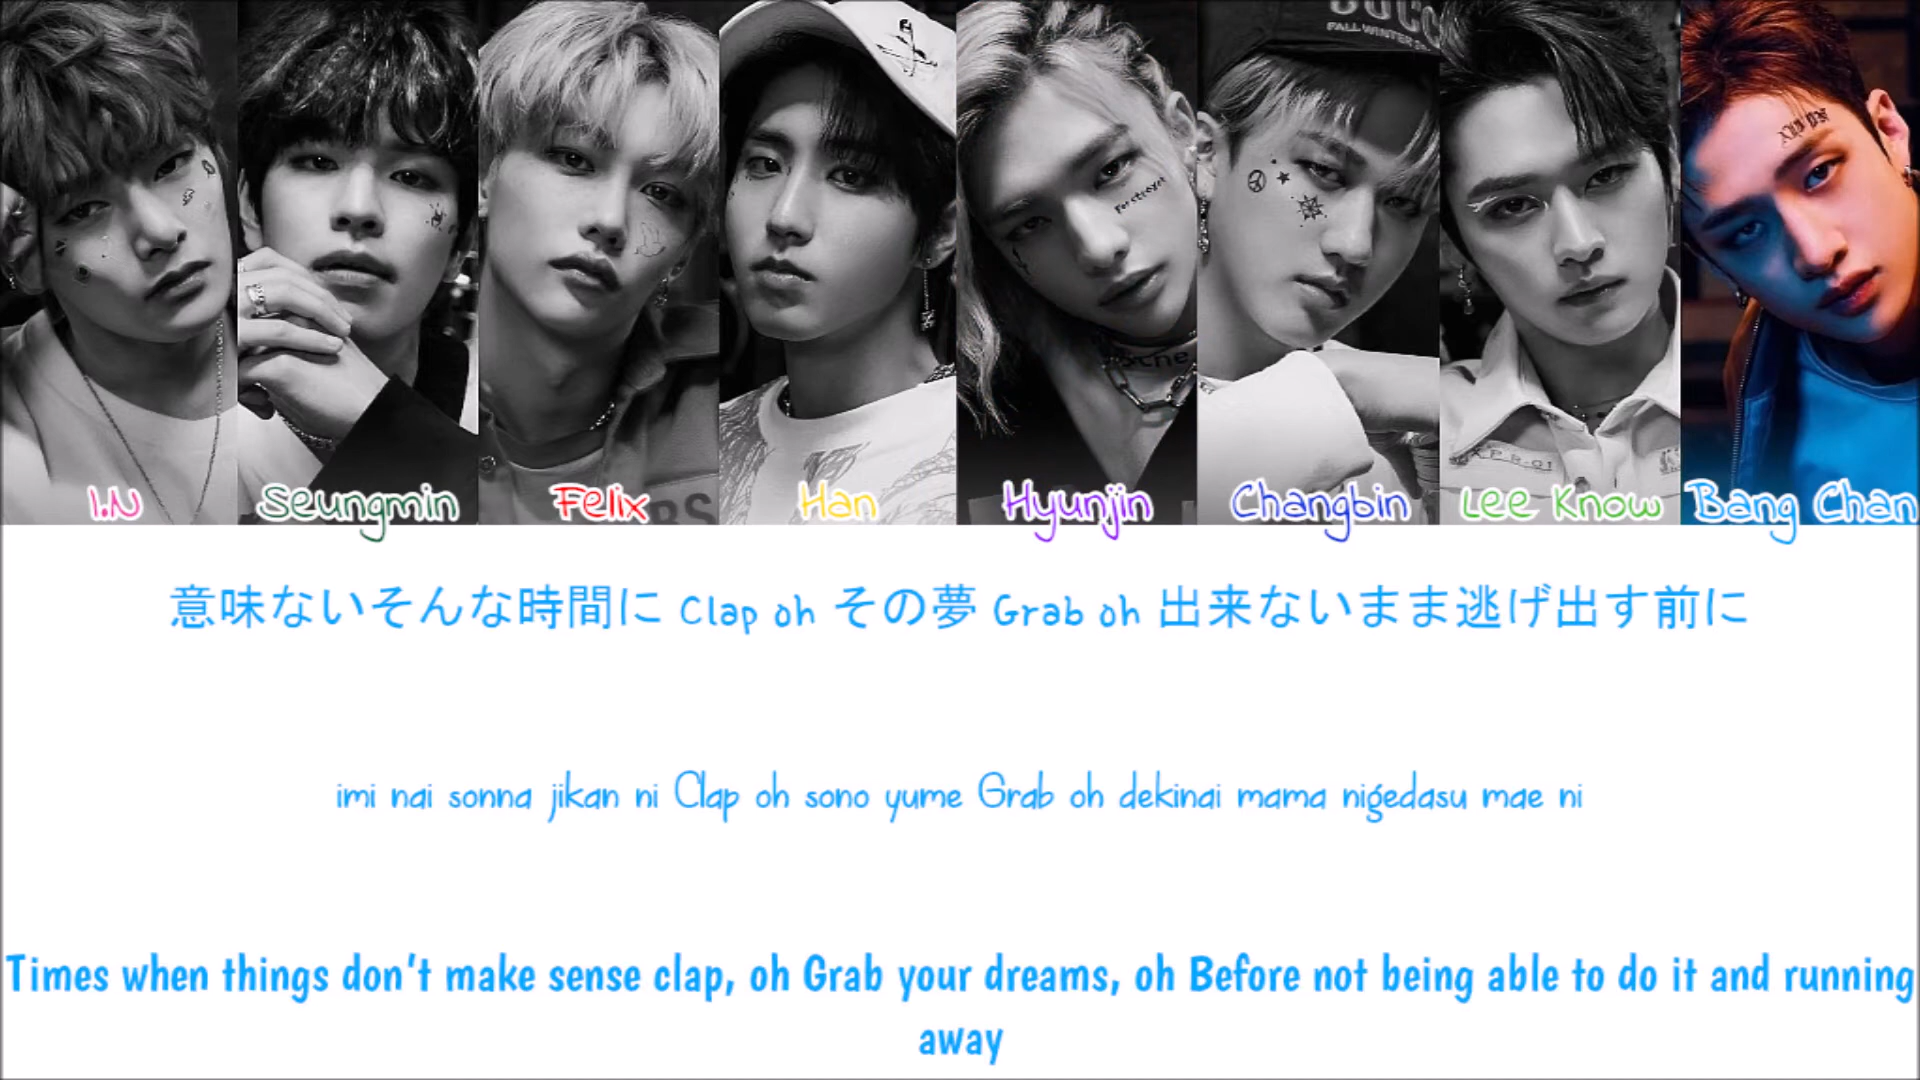 GUCCI
FALL WINTER
I.N
Seungmin
Felix
Han
Hyunjin
Changbin
Lee Know
Bang Chan
意味ないそんな時間に Clap oh その夢 Grab oh 出来ないまま逃げ出す前に
imi nai sonna jikan ni Clap oh sono yume Grab oh dekinai mama nigedasu mae ni
Times when things don't make sense clap, oh Grab your dreams, oh Before not being able to do it and running
away